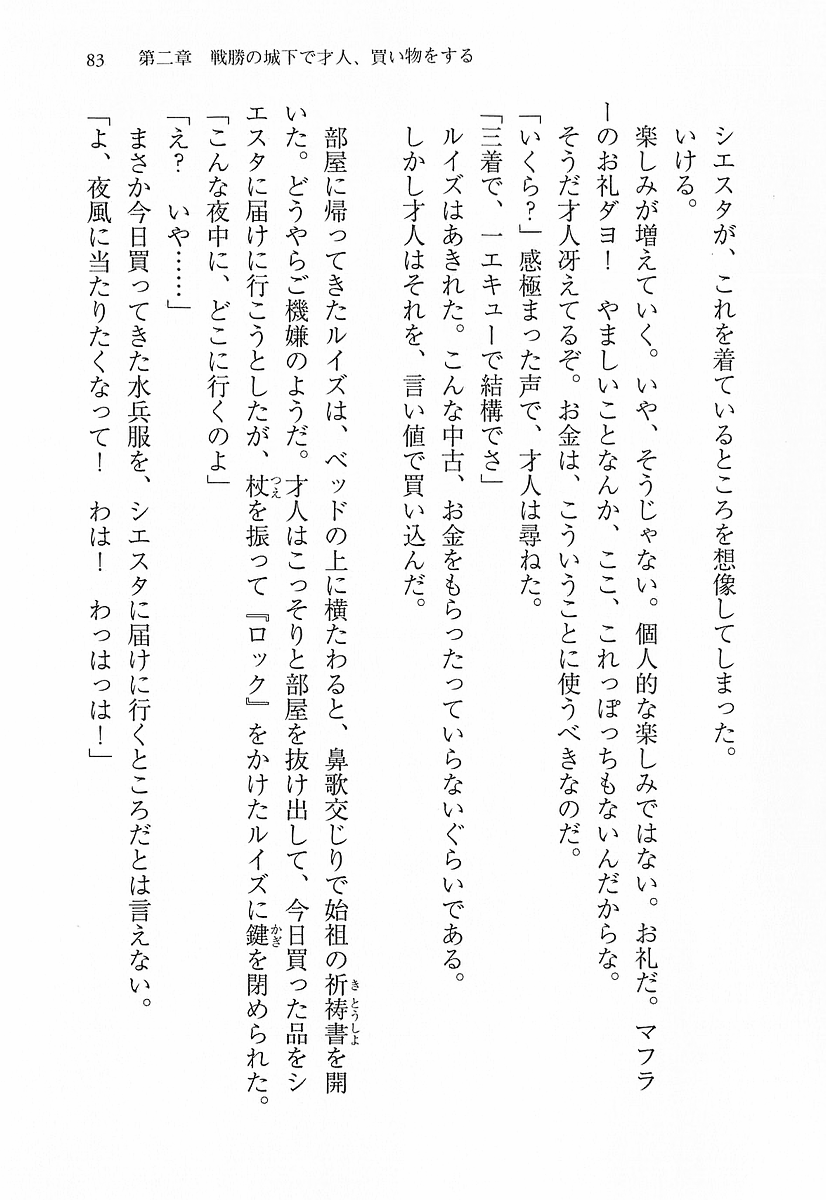 83　第二章　戦勝の城下で才人、買い物をする
　シエスタが、これを着ているところを想像してしまった。
　いける。
　楽しみが増えていく。いや、そうじゃない。個人的な楽しみではない。お礼だ。マフラ
ーのお礼ダヨ！　やましいことなんか、ここ、これっぽっちもないんだからな。
　そうだ才人冴えてるぞ。お金は、こういうことに使うべきなのだ。
「いくら？」感極まった声で、才人は尋ねた。
「三着で、一エキューで結構でさ」
　ルイズはあきれた。こんな中古、お金をもらったっていらないぐらいである。
　しかし才人はそれを、言い値で買い込んだ。

　部屋に帰ってきたルイズは、ベッドの上に横たわると、鼻歌交じりで始祖の祈祷書を開
いた。どうやらご機嫌のようだ。才人はこっそりと部屋を抜け出して、今日買った品をシ
エスタに届けに行こうとしたが、杖を振って『ロック』をかけたルイズに鍵を閉められた。
「こんな夜中に、どこに行くのよ」
「え？　いや……」
　まさか今日買ってきた水兵服を、シエスタに届けに行くところだとは言えない。
「よ、夜風に当たりたくなって！　わは！　わっはっは！」